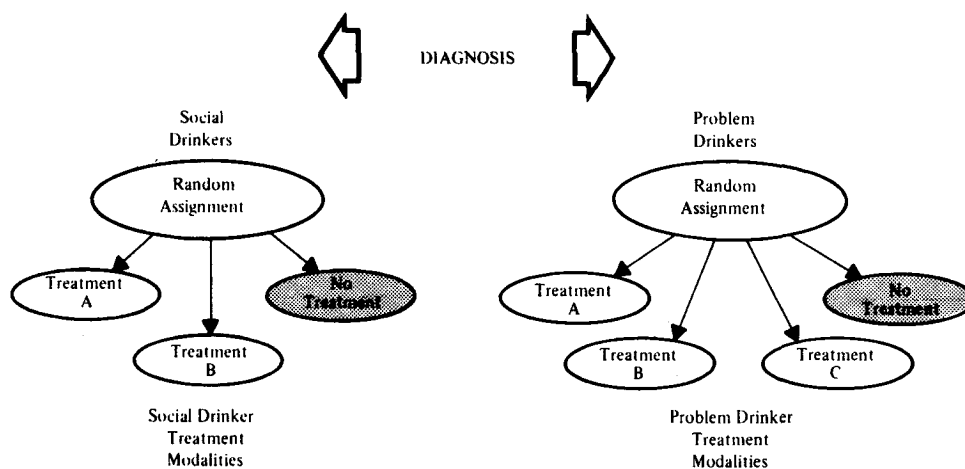 DIAGNOSIS
Social
Drinkers
Random
Assignment
Treatment
A
No
Treatment
Treatment
B
Social Drinker
Treatment
Modalities
Problem
Drinkers
Random
Assignment
Treatment
A
No
Treatment
Treatment
B
Treatment
C
Problem Drinker
Treatment
Modalities